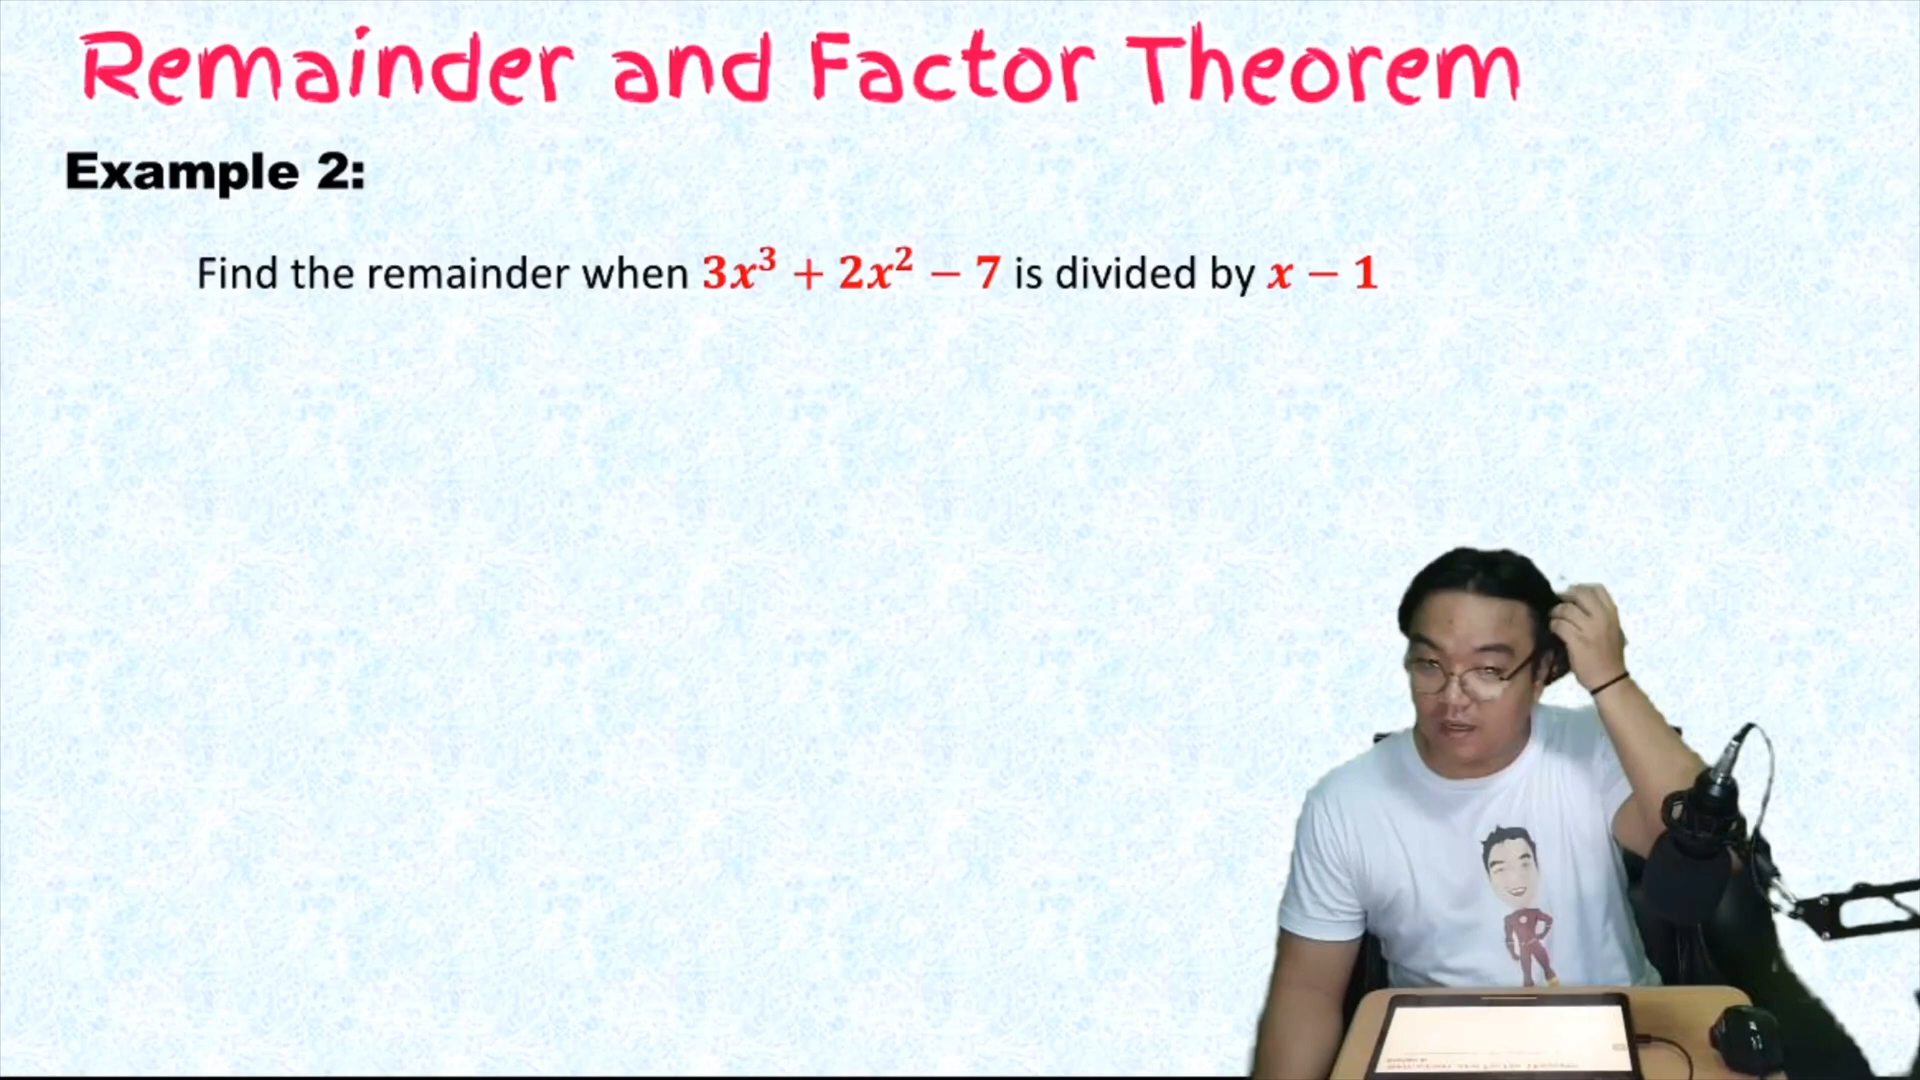 Remainder and Factor Theorem
Example 2:
Find the remainder when 3x³ + 2x² − 7 is divided by x − 1